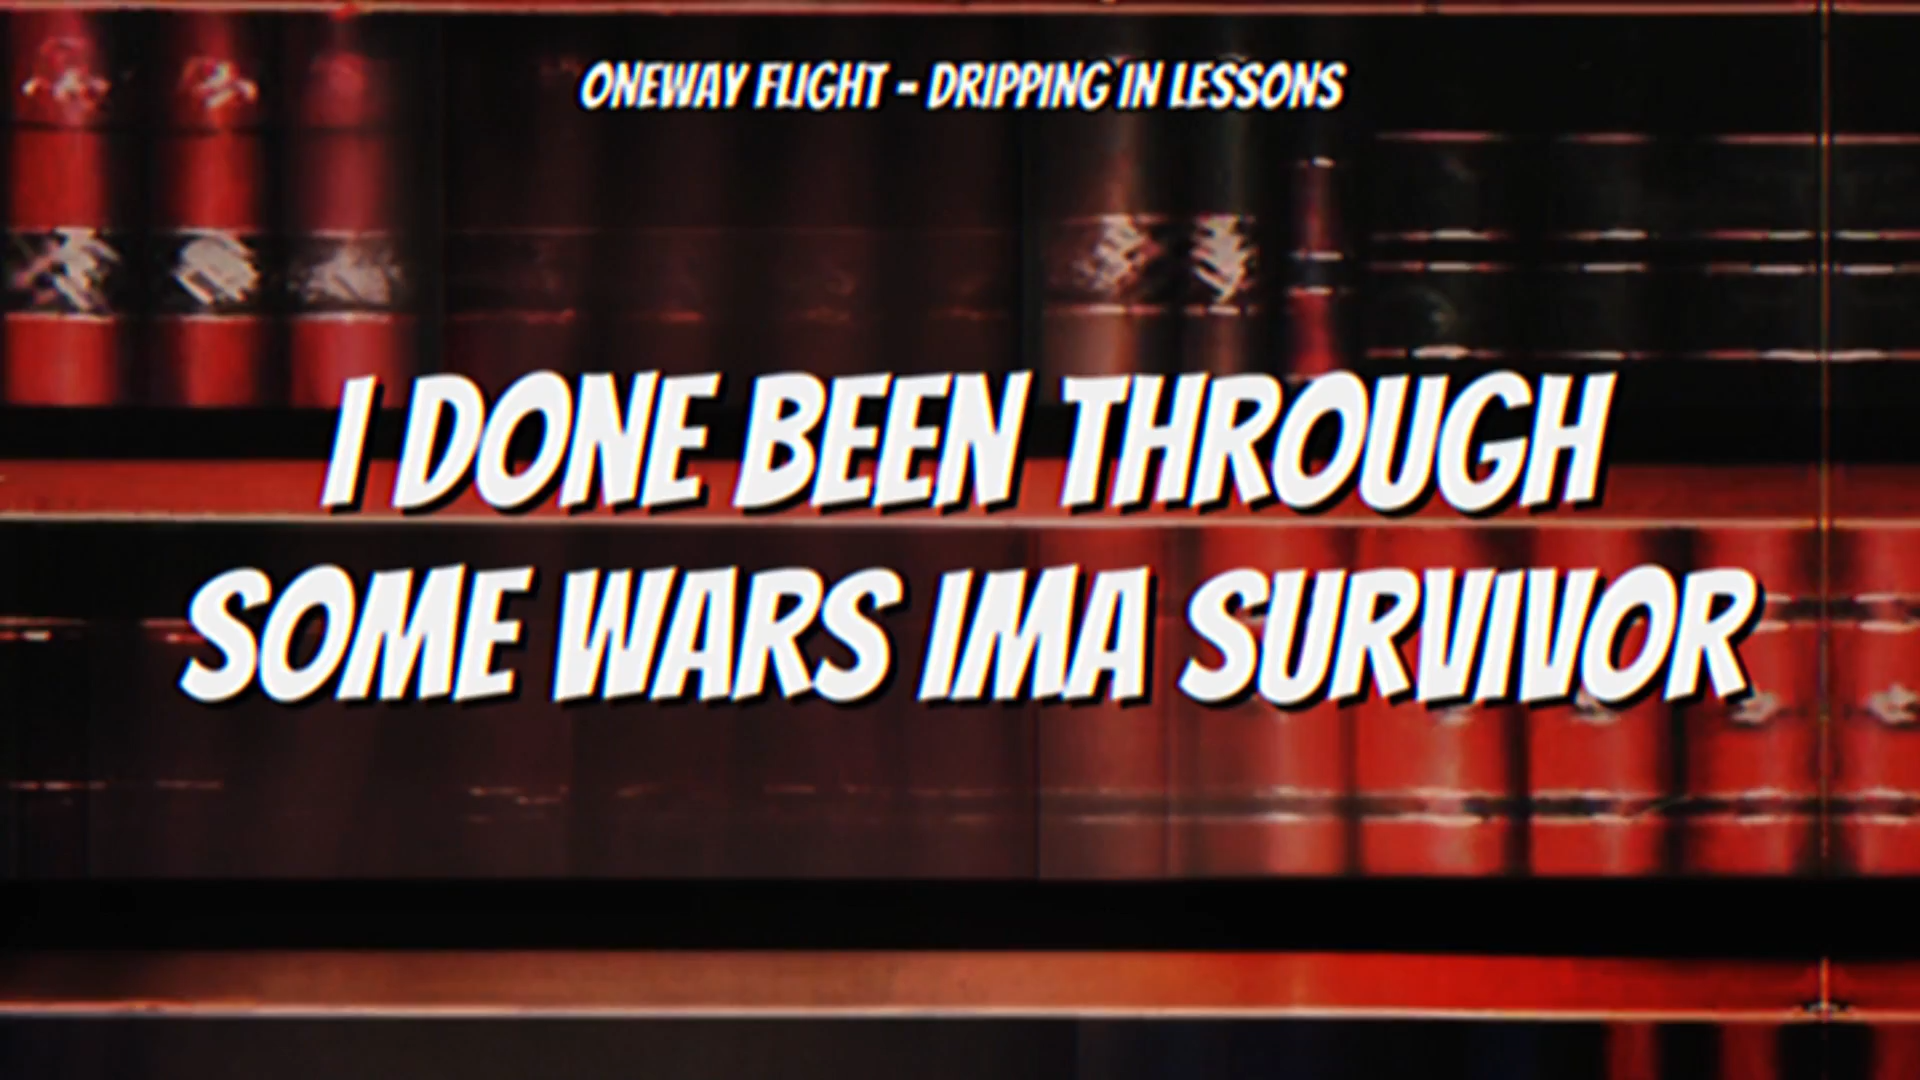 ONEWAY FLIGHT - DRIPPING IN LESSONS
I DONE BEEN THROUGH
SOME WARS IMA SURVIVOR